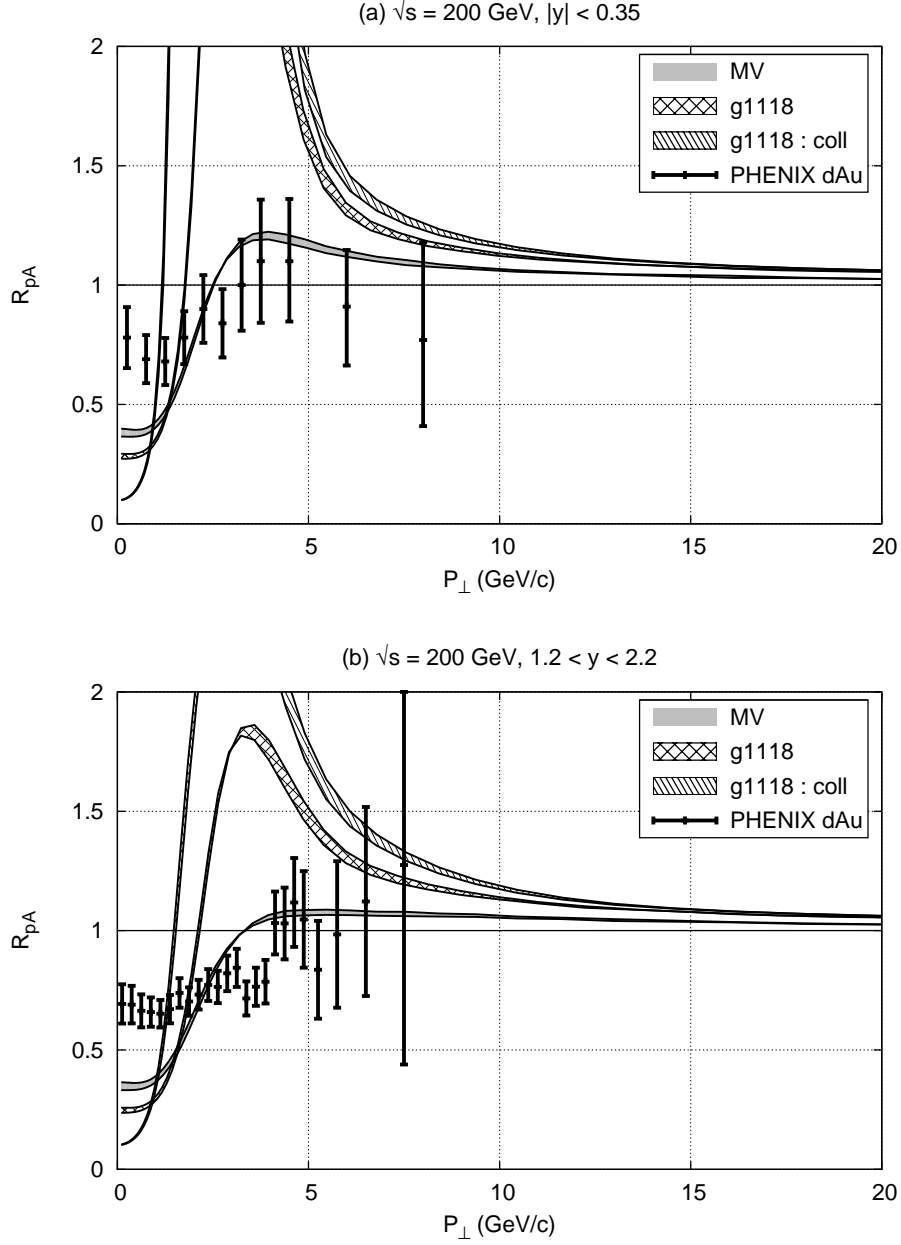 (a) √s = 200 GeV, |y| < 0.35
2
MV
g1118
g1118 : coll
PHENIX dAu
1.5
1
R_pA
0.5
0
0 5 10 15 20
P_⊥ (GeV/c)
(b) √s = 200 GeV, 1.2 < y < 2.2
2
MV
g1118
g1118 : coll
PHENIX dAu
1.5
1
R_pA
0.5
0
0 5 10 15 20
P_⊥ (GeV/c)